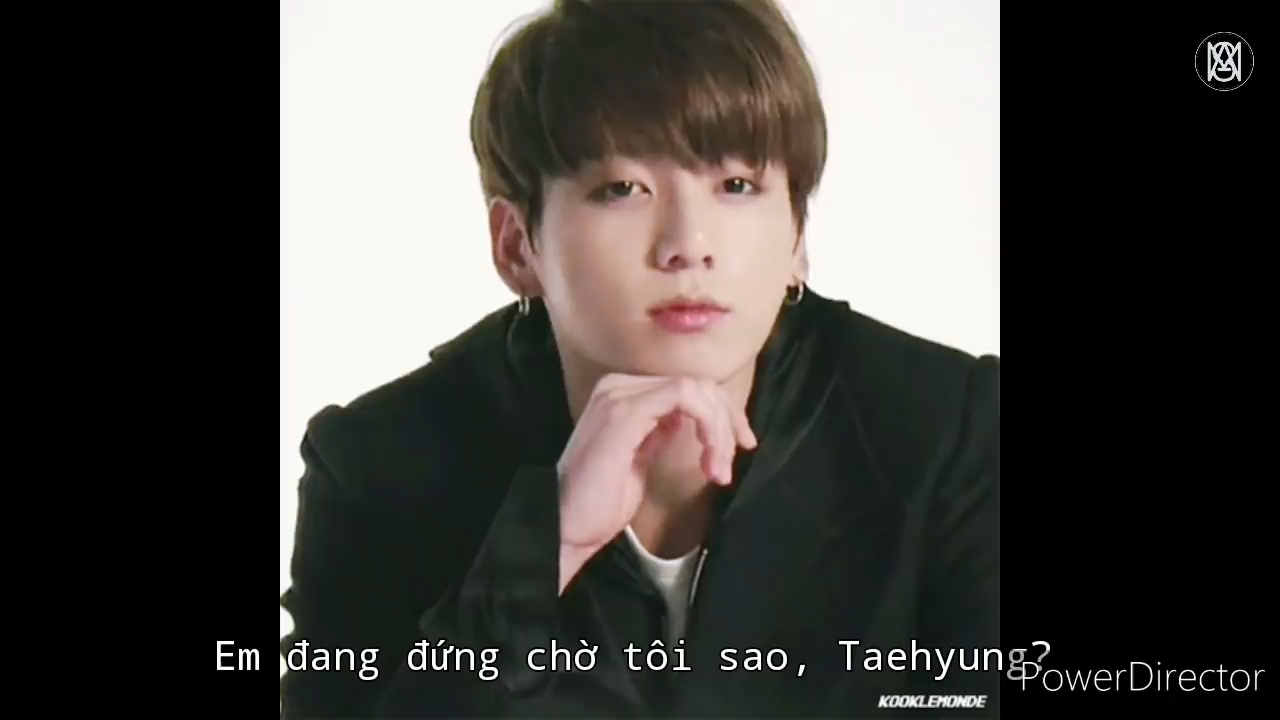 Em đang đứng chờ tôi sao, Taehyung?
PowerDirector
KOOKLEMONDE